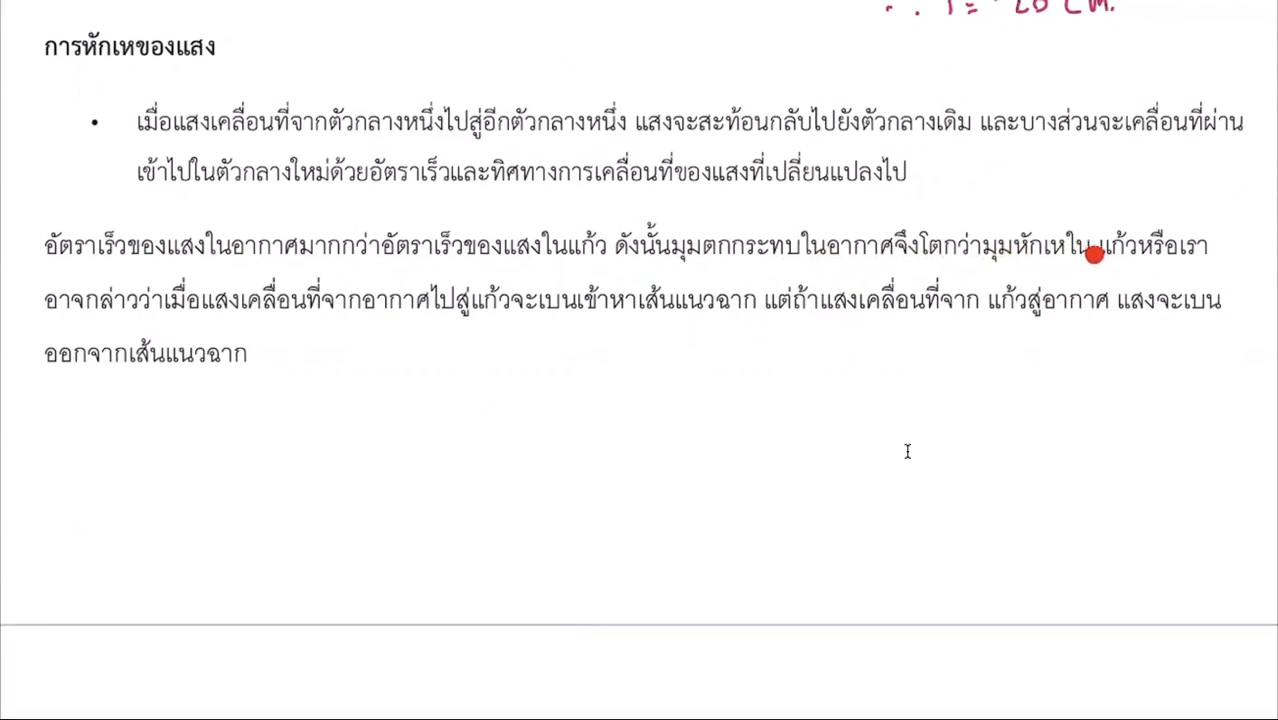 การหักเหของแสง
• เมื่อแสงเคลื่อนที่จากตัวกลางหนึ่งไปสู่อีกตัวกลางหนึ่ง แสงจะสะท้อนกลับไปยังตัวกลางเดิม และบางส่วนจะเคลื่อนที่ผ่าน
เข้าไปในตัวกลางใหม่ด้วยอัตราเร็วและทิศทางการเคลื่อนที่ของแสงที่เปลี่ยนแปลงไป
อัตราเร็วของแสงในอากาศมากกว่าอัตราเร็วของแสงในแก้ว ดังนั้นมุมตกกระทบในอากาศจึงโตกว่ามุมหักเหใน แก้วหรือเรา
อาจกล่าวว่าเมื่อแสงเคลื่อนที่จากอากาศไปสู่แก้วจะเบนเข้าหาเส้นแนวฉาก แต่ถ้าแสงเคลื่อนที่จาก แก้วสู่อากาศ แสงจะเบน
ออกจากเส้นแนวฉาก